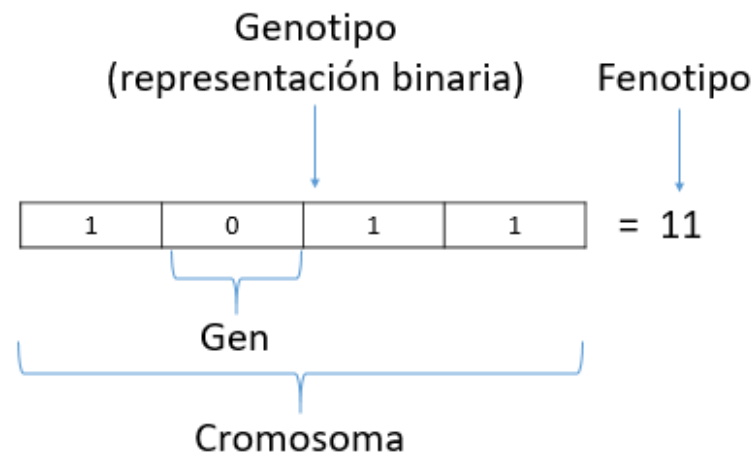 Genotipo
(representación binaria)
Fenotipo
1 0 1 1 = 11
Gen
Cromosoma